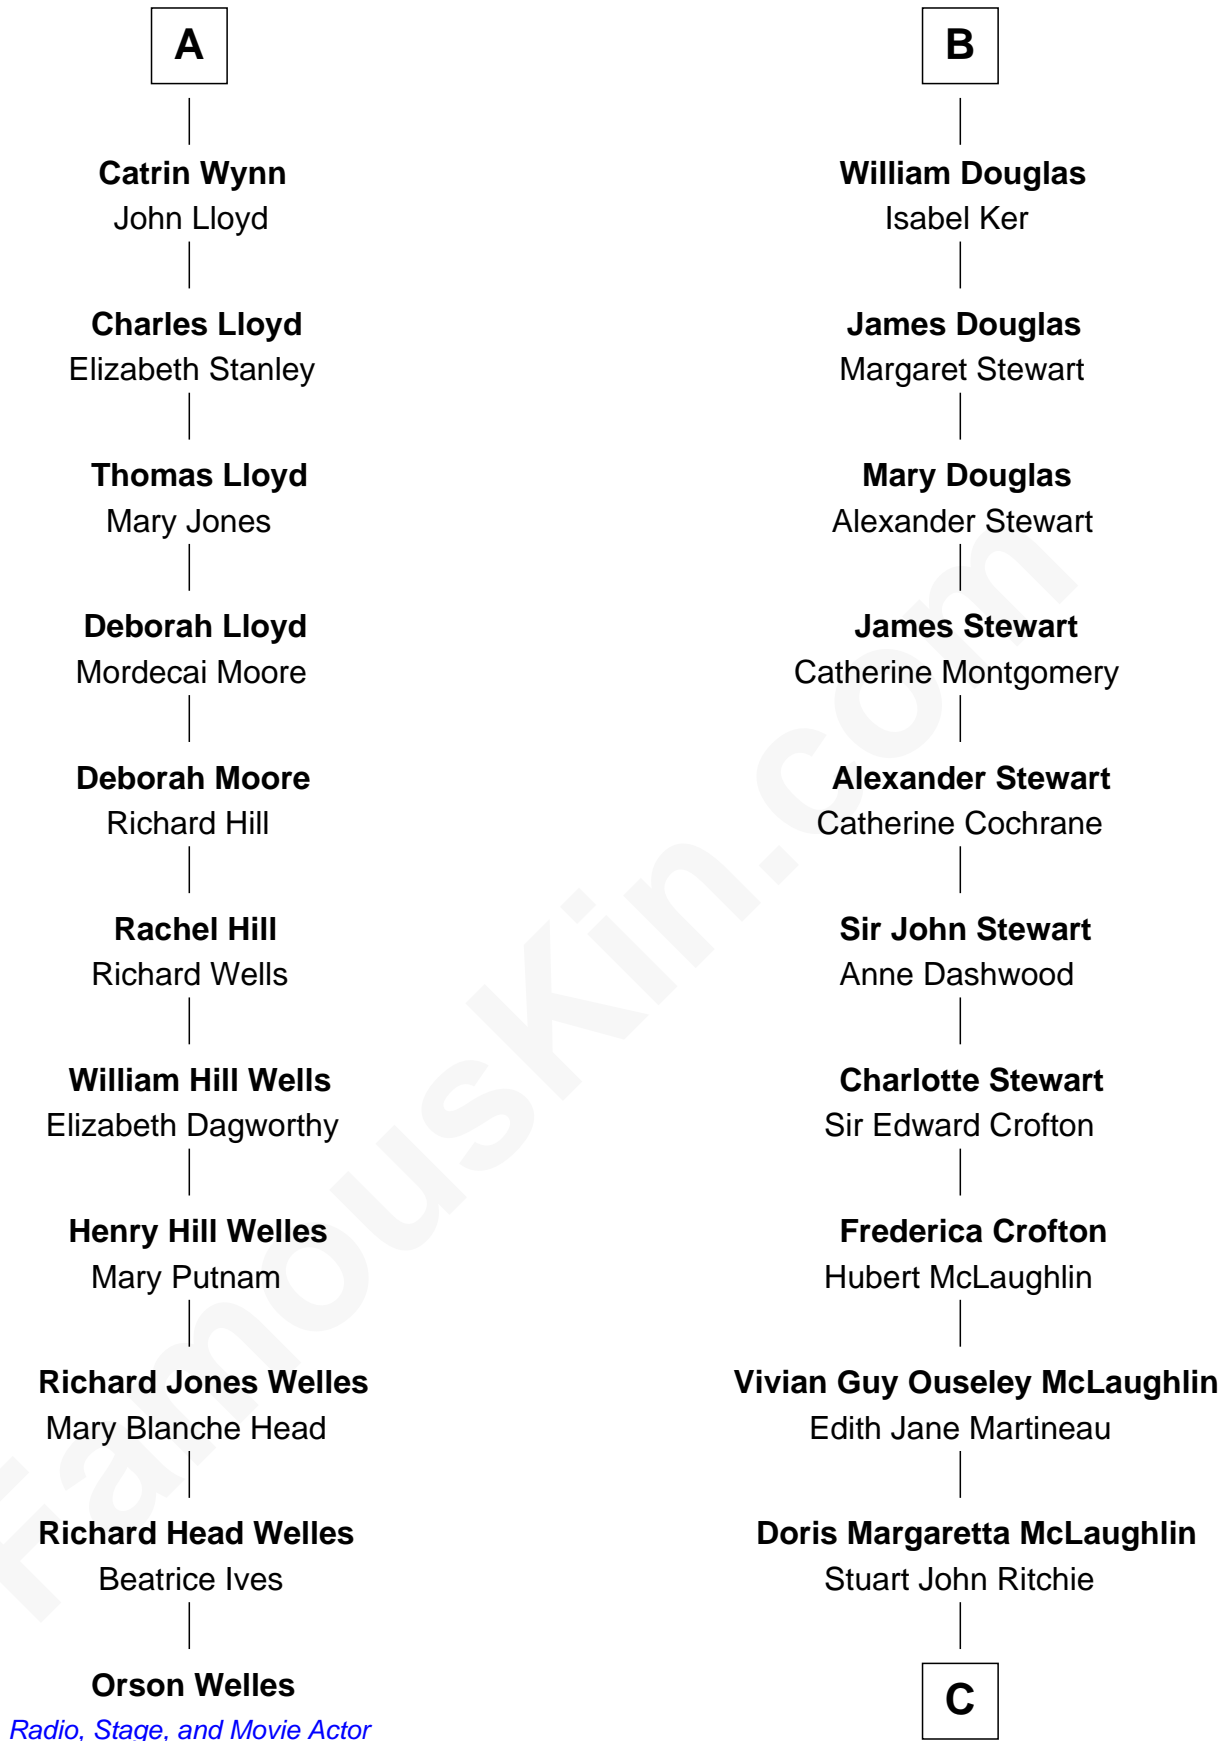 A
Catrin Wynn
John Lloyd
Charles Lloyd
Elizabeth Stanley
Thomas Lloyd
Mary Jones
Deborah Lloyd
Mordecai Moore
Deborah Moore
Richard Hill
Rachel Hill
Richard Wells
William Hill Wells
Elizabeth Dagworthy
Henry Hill Welles
Mary Putnam
Richard Jones Welles
Mary Blanche Head
Richard Head Welles
Beatrice Ives
Orson Welles
Radio, Stage, and Movie Actor
B
William Douglas
Isabel Ker
James Douglas
Margaret Stewart
Mary Douglas
Alexander Stewart
James Stewart
Catherine Montgomery
Alexander Stewart
Catherine Cochrane
Sir John Stewart
Anne Dashwood
Charlotte Stewart
Sir Edward Crofton
Frederica Crofton
Hubert McLaughlin
Vivian Guy Ouseley McLaughlin
Edith Jane Martineau
Doris Margaretta McLaughlin
Stuart John Ritchie
C
FamousKin.com